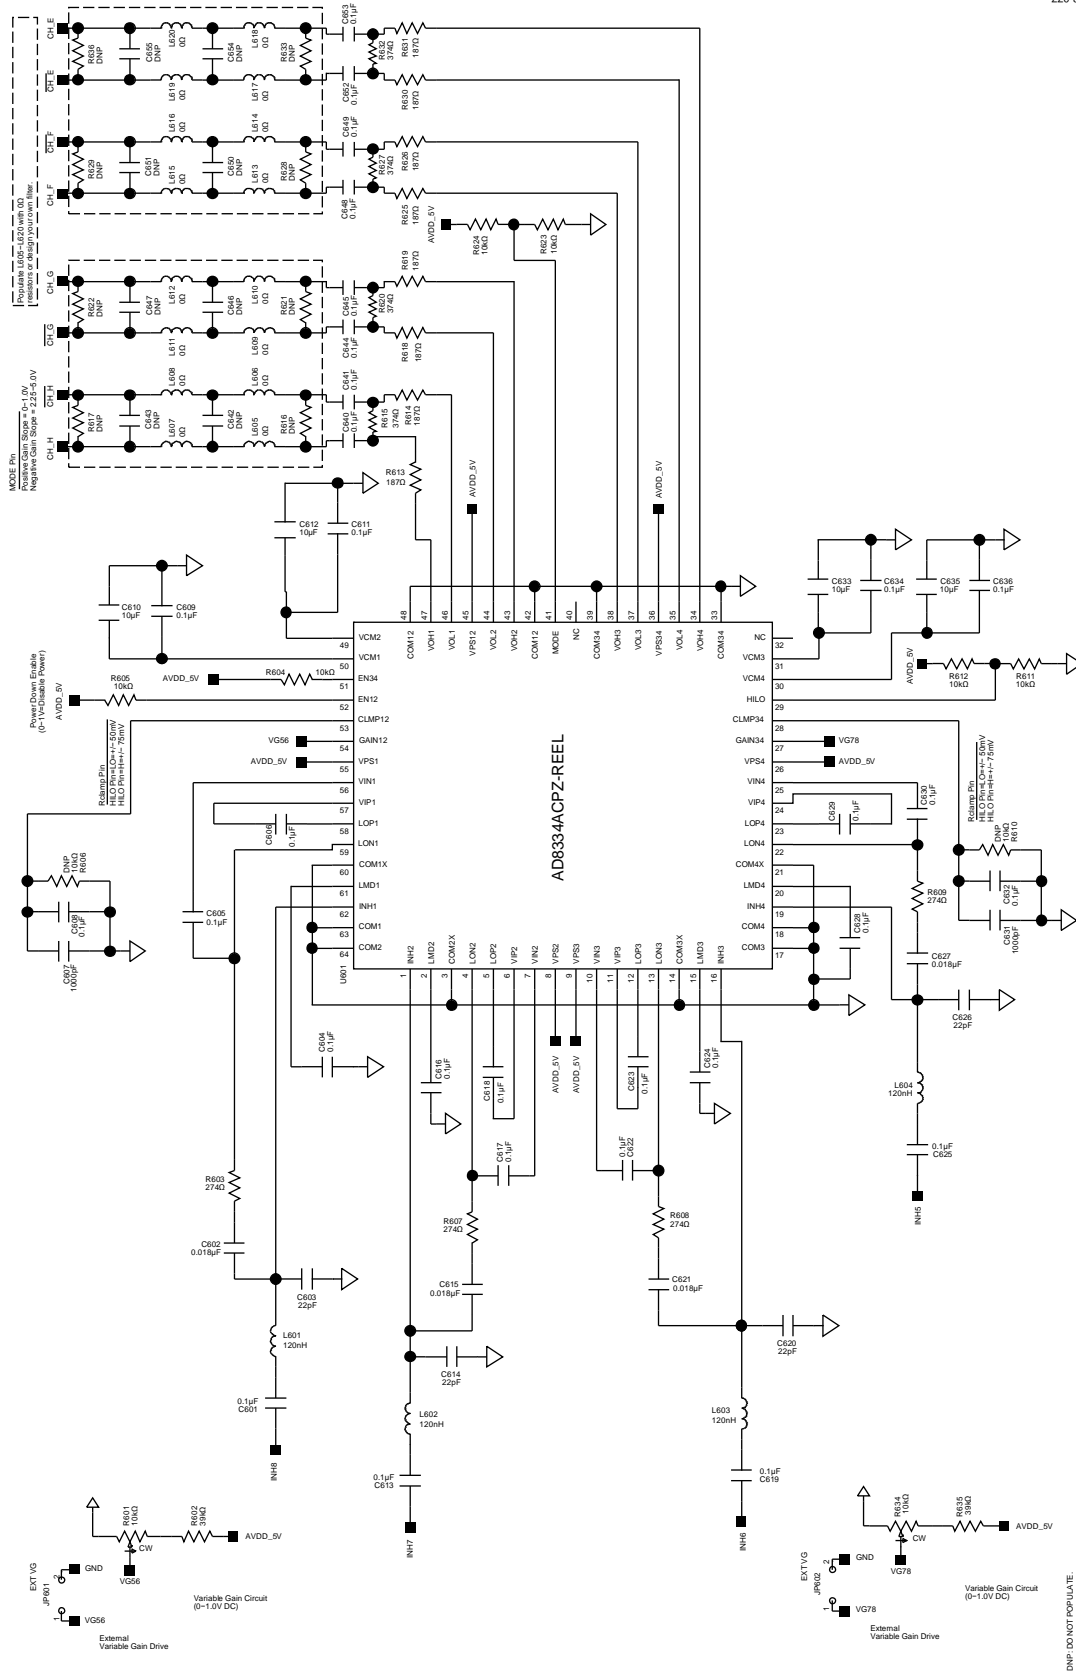 Populate L605–L620 with 0Ω
resistors or design your own filter.
CH_E
CH_E
CH_F
CH_F
CH_G
CH_G
CH_H
CH_H
R636
DNP
C655
DNP
L620
0Ω
C654
DNP
L618
0Ω
R633
DNP
L619
0Ω
L617
0Ω
C653
0.1µF
R632
374Ω
R631
187Ω
C652
0.1µF
R630
187Ω
R629
DNP
C651
DNP
L616
0Ω
L615
0Ω
C650
DNP
L614
0Ω
L613
0Ω
R628
DNP
C649
0.1µF
R627
374Ω
R626
187Ω
C648
0.1µF
R625
187Ω
AVDD_5V
R624
10kΩ
R623
10kΩ
R622
DNP
C647
DNP
L612
0Ω
L611
0Ω
C646
DNP
L610
0Ω
L609
0Ω
R621
DNP
C645
0.1µF
R620
374Ω
R619
187Ω
C644
0.1µF
R618
187Ω
R617
DNP
C643
DNP
L608
0Ω
L607
0Ω
C642
DNP
L606
0Ω
L605
0Ω
R616
DNP
C641
0.1µF
C640
0.1µF
R615
374Ω
R614
187Ω
R613
187Ω
MODE Pin
Positive Gain Slope = 0–1.0V
Negative Gain Slope = 2.25–5.0V
AVDD_5V
AVDD_5V
C612
10µF
C611
0.1µF
C610
10µF
C609
0.1µF
C633
10µF
C634
0.1µF
C635
10µF
C636
0.1µF
Power Down Enable
(0–1V=Disable Power)
AVDD_5V
R605
10kΩ
AVDD_5V
R604
10kΩ
AVDD_5V
R612
10kΩ
R611
10kΩ
48 COM12
47 VOH1
46 VOL1
45 VPS12
44 VOL2
43 VOH2
42 COM12
41 MODE
40 NC
39 COM34
38 VOH3
37 VOL3
36 VPS34
35 VOL4
34 VOH4
33 COM34
49 VCM2
50 VCM1
51 EN34
52 EN12
53 CLMP12
54 GAIN12
55 VPS1
56 VIN1
57 VIP1
58 LOP1
59 LON1
60 COM1X
61 LMD1
62 INH1
63 COM1
64 COM2
NC 32
VCM3 31
VCM4 30
HILO 29
CLMP34 28
GAIN34 27
VPS4 26
VIN4 25
VIP4 24
LOP4 23
LON4 22
COM4X 21
LMD4 20
INH4 19
COM4 18
COM3 17
1 INH2
2 LMD2
3 COM2X
4 LON2
5 LOP2
6 VIP2
7 VIN2
8 VPS2
9 VPS3
10 VIN3
11 VIP3
12 LOP3
13 LON3
14 COM3X
15 LMD3
16 INH3
U601
AD8334ACPZ-REEL
VG56
AVDD_5V
VG78
AVDD_5V
Rclamp Pin
HILO Pin=LO=+/– 50mV
HILO Pin=H=+/– 75mV
Rclamp Pin
HILO Pin=LO=+/– 50mV
HILO Pin=H=+/– 75mV
DNP
10kΩ
R606
C608
0.1µF
C607
1000pF
C606
0.1µF
C605
0.1µF
C629
0.1µF
C630
0.1µF
DNP
10kΩ
R610
C632
0.1µF
C631
1000pF
R609
274Ω
C628
0.1µF
C627
0.018µF
C626
22pF
L604
120nH
0.1µF
C625
INH5
C604
0.1µF
C616
0.1µF
C618
0.1µF
AVDD_5V
AVDD_5V
C623
0.1µF
C624
0.1µF
C617
0.1µF
0.1µF
C622
R603
274Ω
C602
0.018µF
C603
22pF
L601
120nH
0.1µF
C601
INH8
R607
274Ω
C615
0.018µF
C614
22pF
L602
120nH
0.1µF
C613
INH7
R608
274Ω
C621
0.018µF
C620
22pF
L603
120nH
0.1µF
C619
INH6
R601
10kΩ
R602
39kΩ
AVDD_5V
CW
VG56
EXT VG
JP601
2
GND
1
VG56
Variable Gain Circuit
(0–1.0V DC)
External
Variable Gain Drive
R634
10kΩ
R635
39kΩ
AVDD_5V
CW
VG78
EXT VG
JP602
2
GND
1
VG78
Variable Gain Circuit
(0–1.0V DC)
External
Variable Gain Drive
DNP: DO NOT POPULATE.